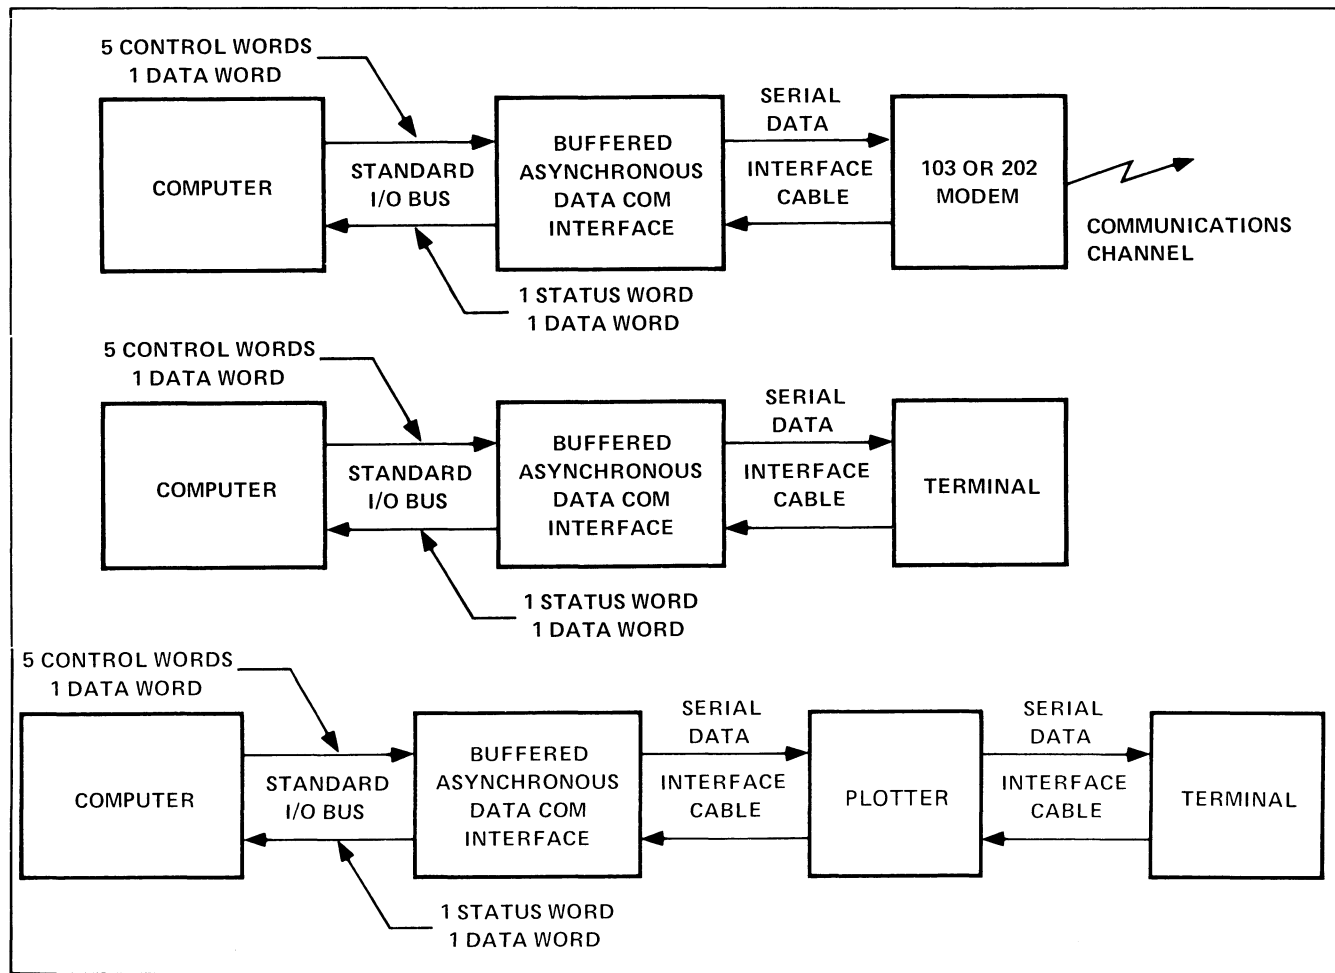 5 CONTROL WORDS
1 DATA WORD
COMPUTER
STANDARD
I/O BUS
1 STATUS WORD
1 DATA WORD
BUFFERED
ASYNCHRONOUS
DATA COM
INTERFACE
SERIAL
DATA
INTERFACE
CABLE
103 OR 202
MODEM
COMMUNICATIONS
CHANNEL
5 CONTROL WORDS
1 DATA WORD
COMPUTER
STANDARD
I/O BUS
1 STATUS WORD
1 DATA WORD
BUFFERED
ASYNCHRONOUS
DATA COM
INTERFACE
SERIAL
DATA
INTERFACE
CABLE
TERMINAL
5 CONTROL WORDS
1 DATA WORD
COMPUTER
STANDARD
I/O BUS
1 STATUS WORD
1 DATA WORD
BUFFERED
ASYNCHRONOUS
DATA COM
INTERFACE
SERIAL
DATA
INTERFACE
CABLE
PLOTTER
SERIAL
DATA
INTERFACE
CABLE
TERMINAL